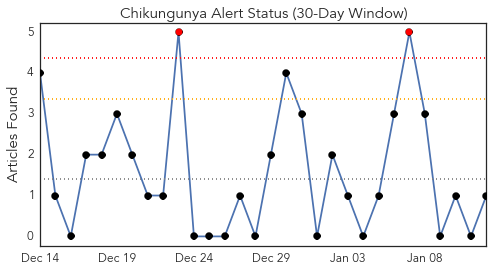 Chikungunya Alert Status (30-Day Window)
Articles Found
5
4
3
2
1
0
Dec 14 Dec 19 Dec 24 Dec 29 Jan 03 Jan 08